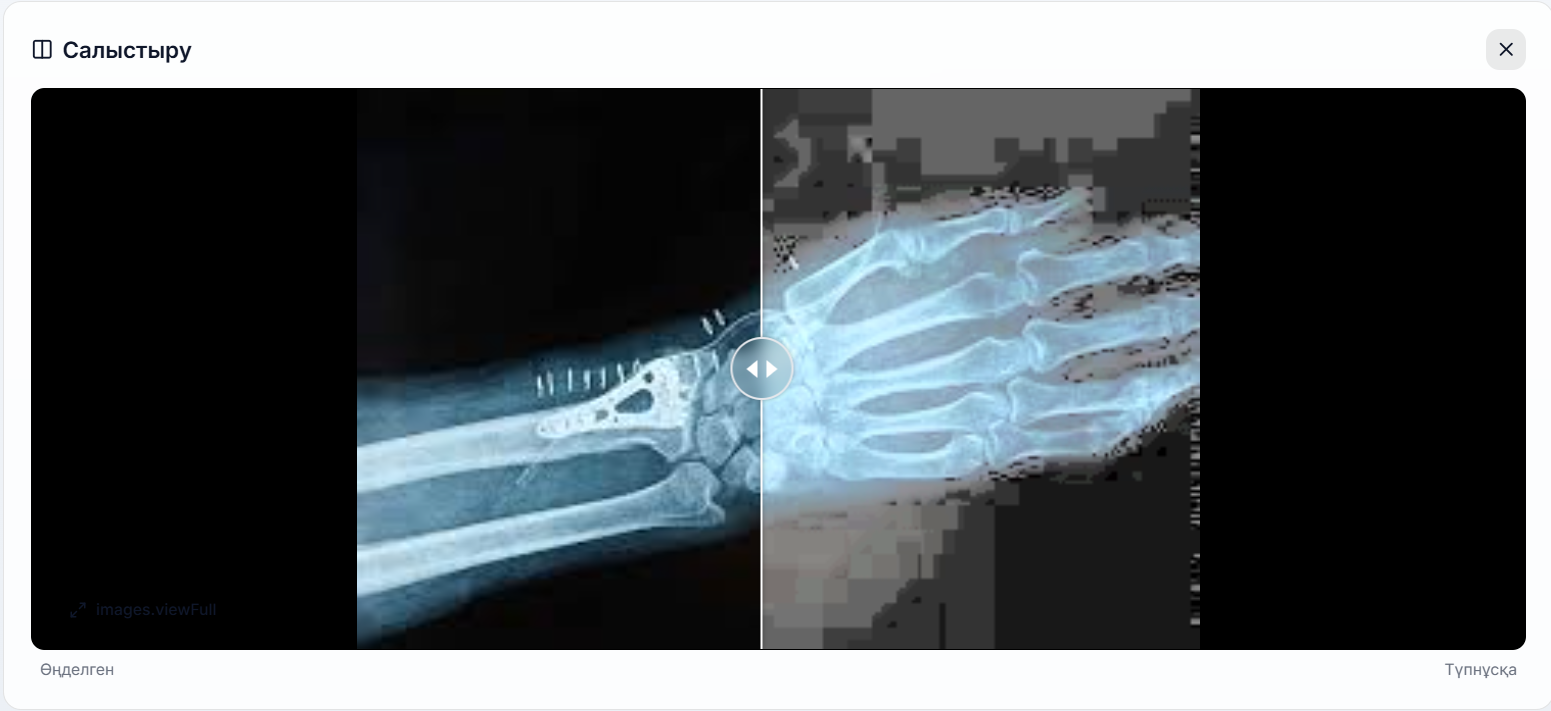 Салыстыру
images.viewFull
Өңделген
Түпнұсқа